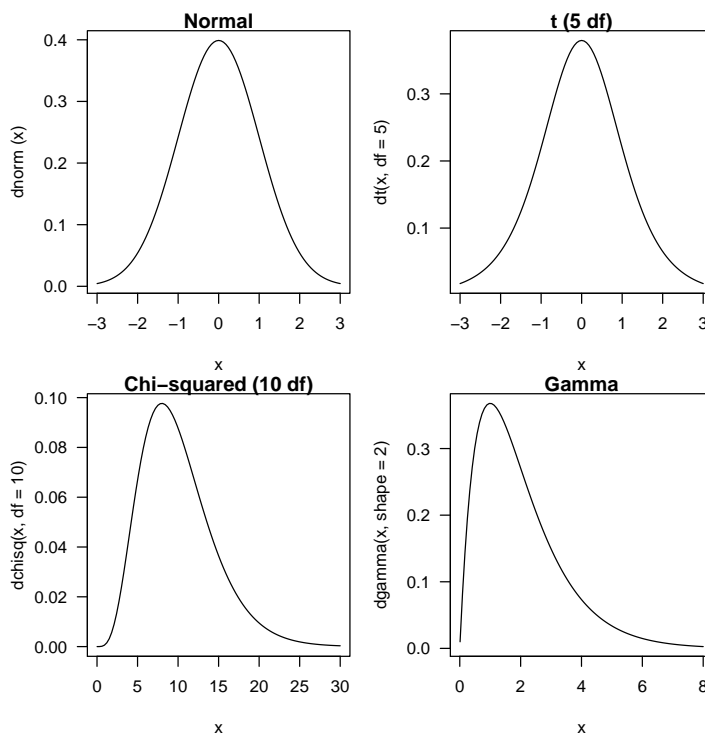 Normal
dnorm (x)
0.4
0.3
0.2
0.1
0.0
−3 −2 −1 0 1 2 3
x
t (5 df)
dt(x, df = 5)
0.3
0.2
0.1
−3 −2 −1 0 1 2 3
x
Chi−squared (10 df)
dchisq(x, df = 10)
0.10
0.08
0.06
0.04
0.02
0.00
0 5 10 15 20 25 30
x
Gamma
dgamma(x, shape = 2)
0.3
0.2
0.1
0.0
0 2 4 6 8
x